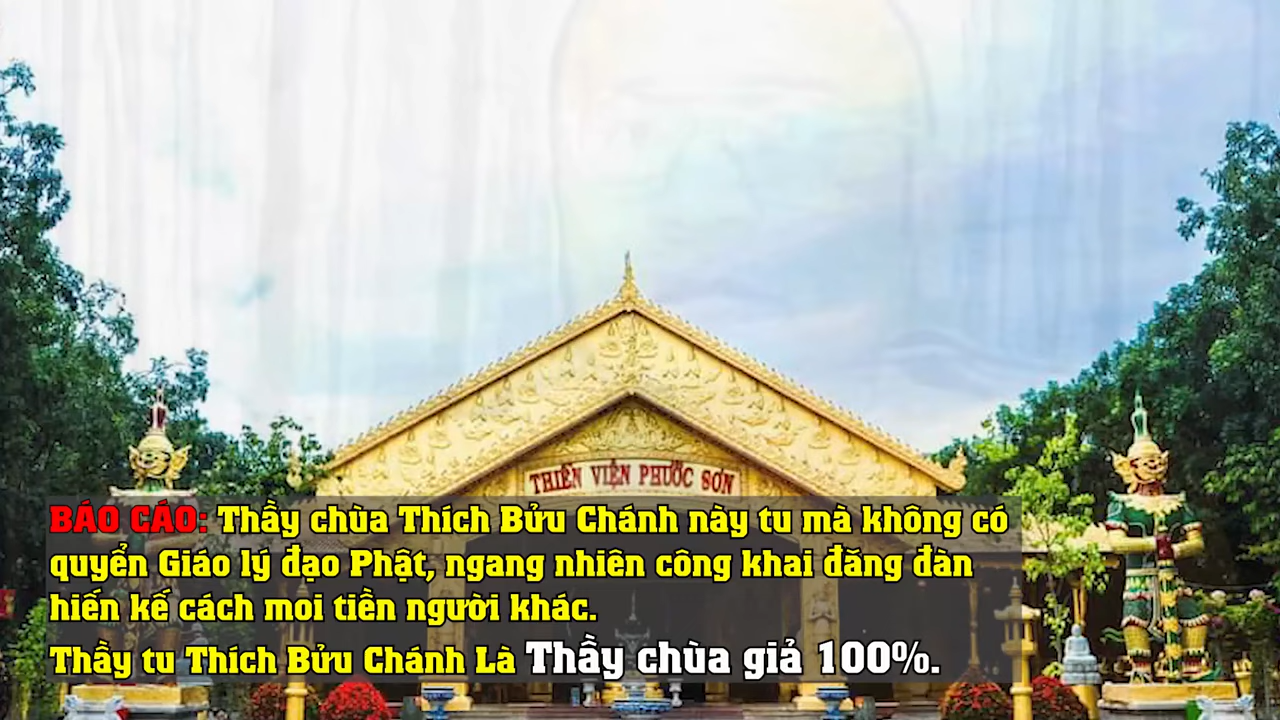 THIỀN VIỆN PHƯỚC SƠN
BÁO CÁO: Thầy chùa Thích Bửu Chánh này tu mà không có
quyển Giáo lý đạo Phật, ngang nhiên công khai đăng đàn
hiến kế cách moi tiền người khác.
Thầy tu Thích Bửu Chánh Là Thầy chùa giả 100%.